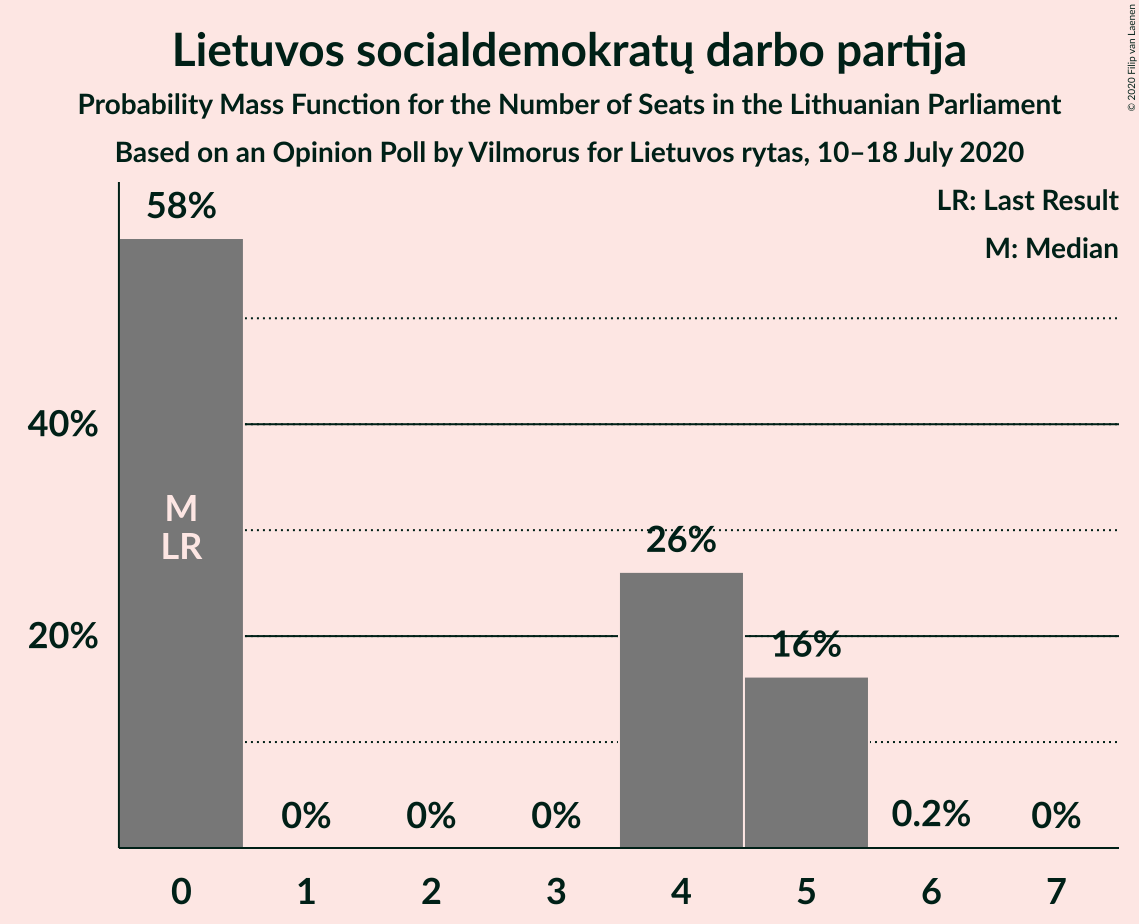 Lietuvos socialdemokratų darbo partija
Probability Mass Function for the Number of Seats in the Lithuanian Parliament
Based on an Opinion Poll by Vilmorus for Lietuvos rytas, 10–18 July 2020
© 2020 Filip van Laenen
LR: Last Result
M: Median
58%
40%
M
LR
26%
20%
16%
0%
0%
0%
0.2%
0%
0
1
2
3
4
5
6
7